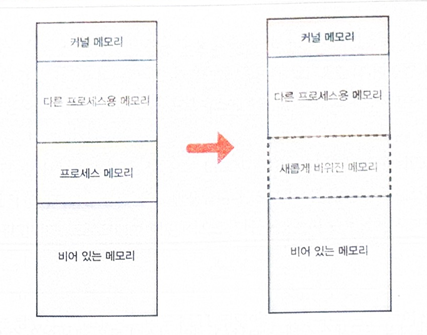 커널 메모리
다른 프로세스용 메모리
프로세스 메모리
비어 있는 메모리
커널 메모리
다른 프로세스용 메모리
새롭게 비워진 메모리
비어 있는 메모리